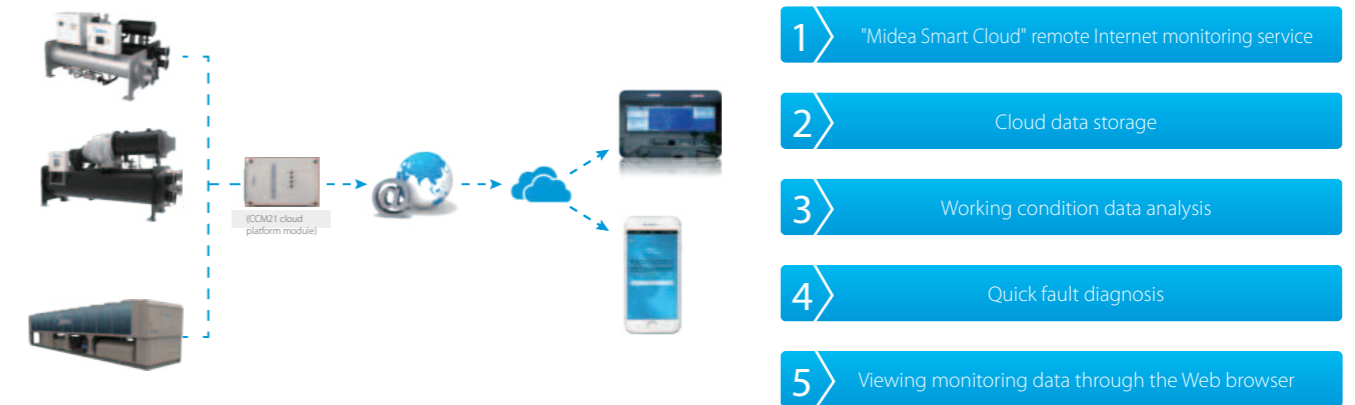 (CCM21 cloud
platform module)
1
"Midea Smart Cloud" remote Internet monitoring service
2
Cloud data storage
3
Working condition data analysis
4
Quick fault diagnosis
5
Viewing monitoring data through the Web browser